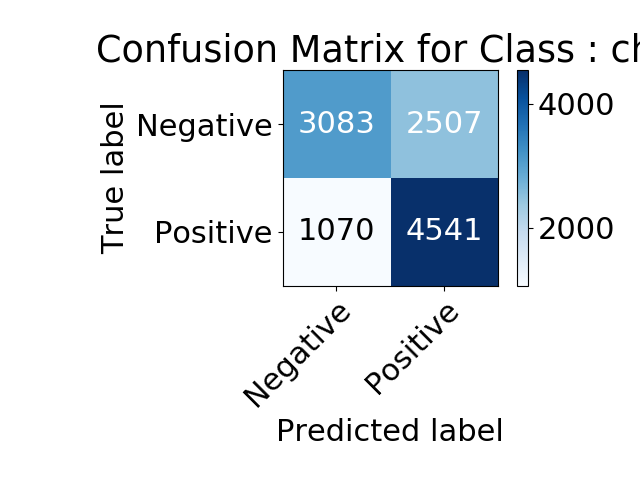 Confusion Matrix for Class : ch
True label
Negative 3083 2507
Positive 1070 4541
4000
2000
Negative Positive
Predicted label